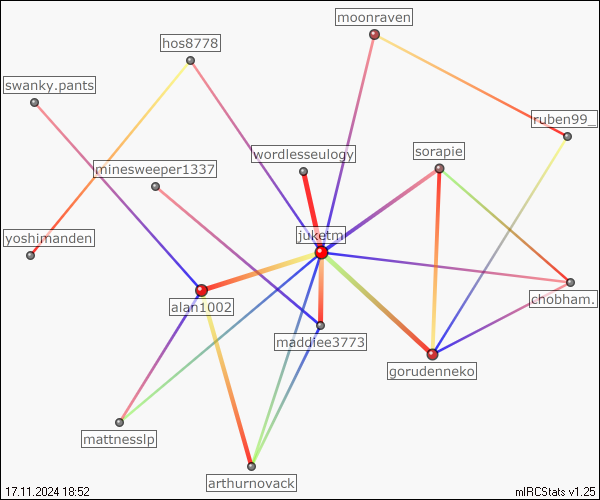 moonraven
hos8778
swanky.pants
ruben99_
wordlesseulogy
sorapie
minesweeper1337
juketm
yoshimanden
chobham.
alan1002
maddiee3773
gorudenneko
mattnesslp
arthurnovack
17.11.2024 18:52
mIRCStats v1.25